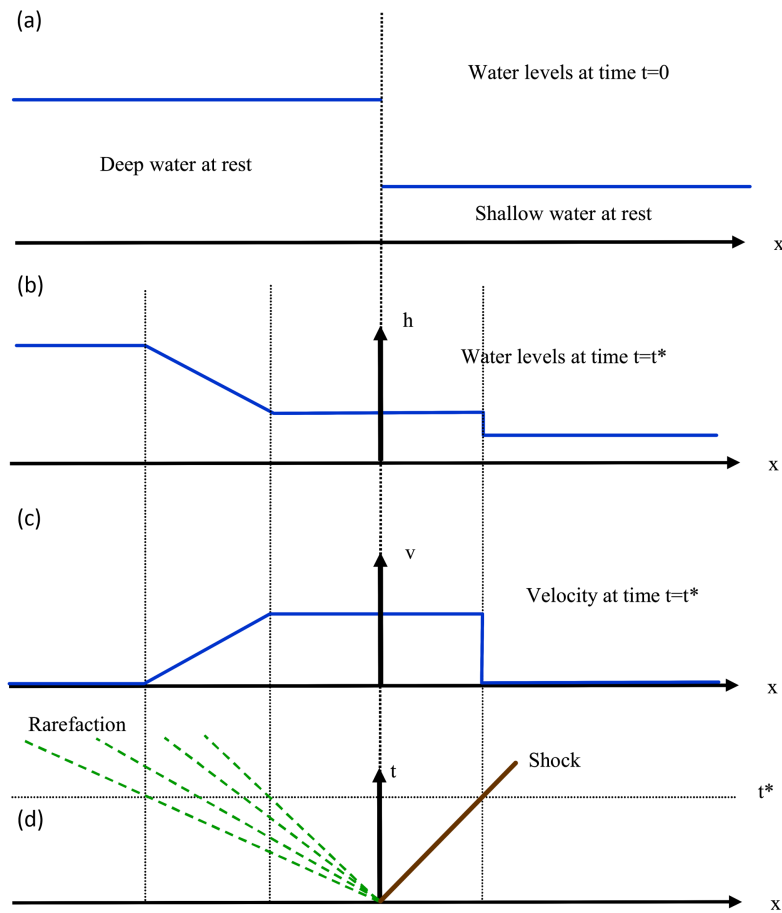 (a)
Water levels at time t=0
Deep water at rest
Shallow water at rest
x
(b)
h
Water levels at time t=t*
x
(c)
v
Velocity at time t=t*
x
Rarefaction
t
Shock
t*
(d)
x